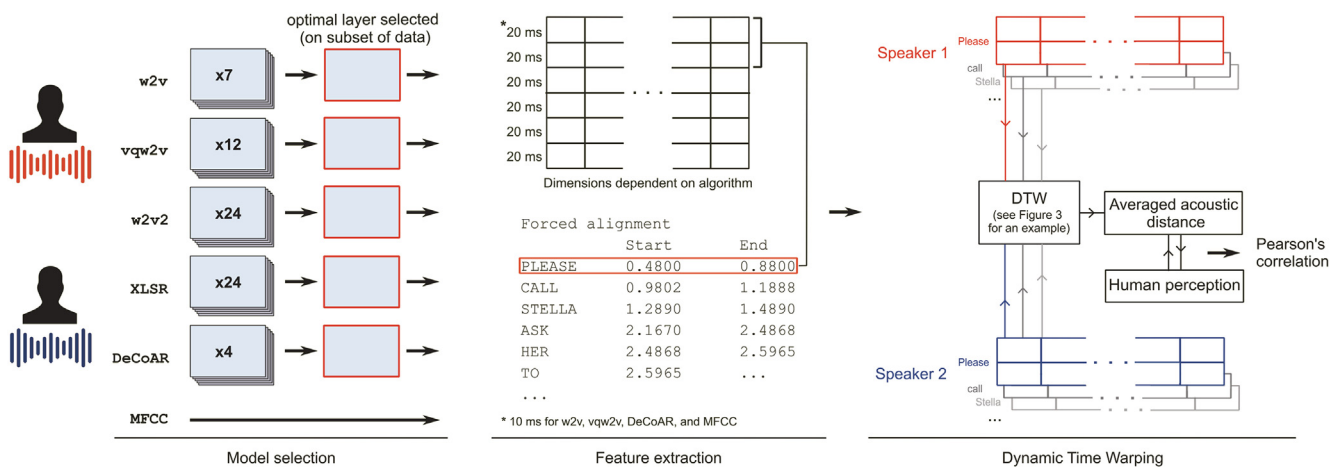 w2v
vqw2v
w2v2
XLSR
DeCoAR
MFCC
optimal layer selected
(on subset of data)
x7
x12
x24
x24
x4
Model selection
*
20 ms
20 ms
20 ms
20 ms
20 ms
20 ms
. . .
Dimensions dependent on algorithm
Forced alignment
Start End
PLEASE 0.4800 0.8800
CALL 0.9802 1.1888
STELLA 1.2890 1.4890
ASK 2.1670 2.4868
HER 2.4868 2.5965
TO 2.5965 ...
...
* 10 ms for w2v, vqw2v, DeCoAR, and MFCC
Feature extraction
Speaker 1
Please
call
Stella
...
DTW
(see Figure 3
for an example)
Averaged acoustic
distance
Human perception
Pearson's
correlation
Speaker 2
Please
call
Stella
...
Dynamic Time Warping